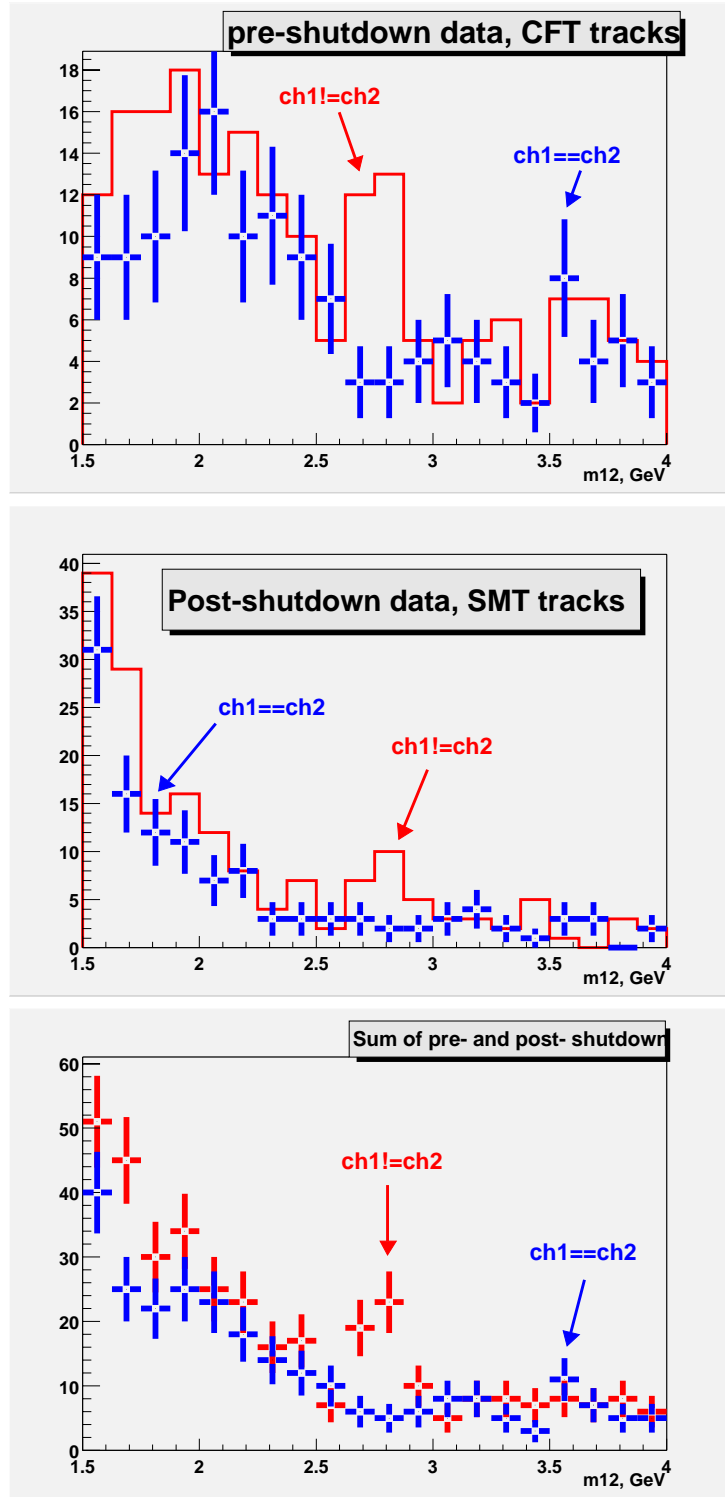 pre-shutdown data, CFT tracks
18
16
14
12
10
8
6
4
2
0
ch1!=ch2
ch1==ch2
1.5 2 2.5 3 3.5 4
m12, GeV
Post-shutdown data, SMT tracks
40
35
30
25
20
15
10
5
0
ch1==ch2
ch1!=ch2
1.5 2 2.5 3 3.5 4
m12, GeV
Sum of pre- and post- shutdown
60
50
40
30
20
10
0
ch1!=ch2
ch1==ch2
1.5 2 2.5 3 3.5 4
m12, GeV